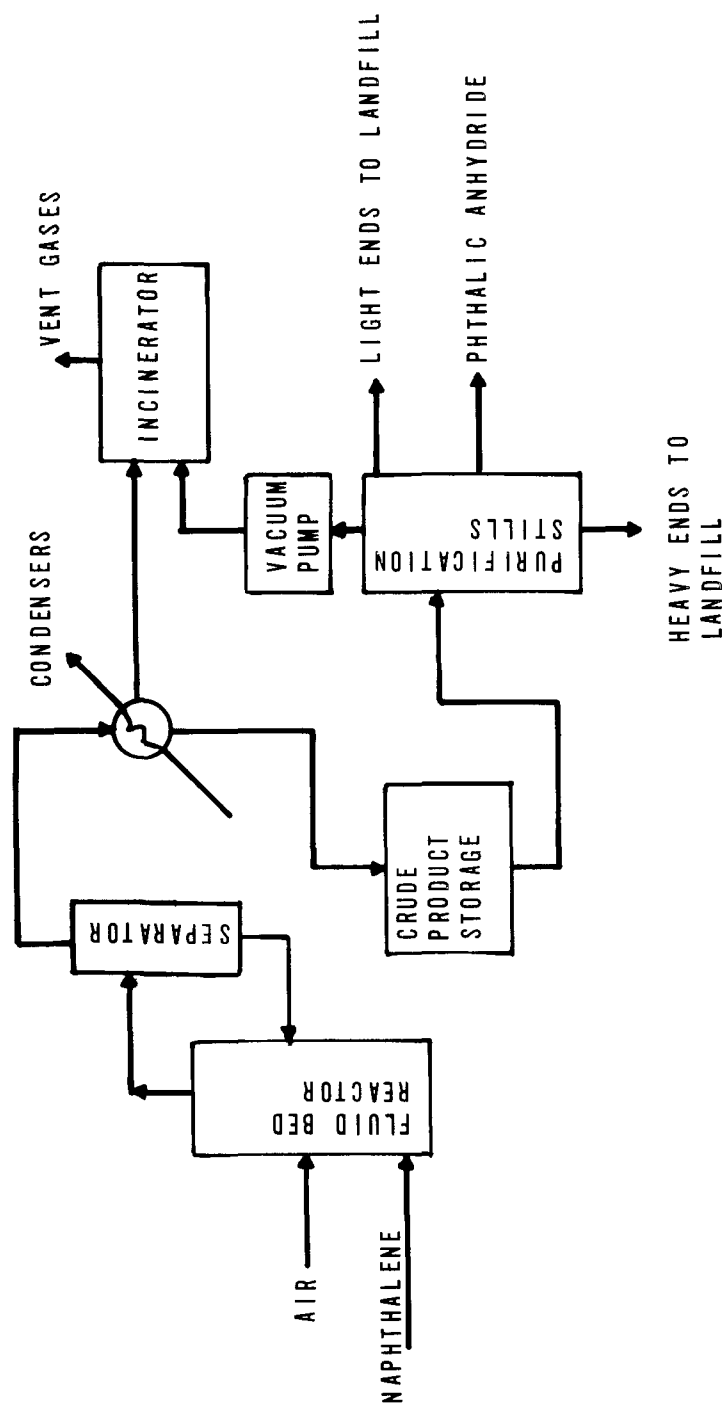 AIR
NAPHTHALENE
FLUID BED
REACTOR
SEPARATOR
CONDENSERS
CRUDE
PRODUCT
STORAGE
VENT GASES
INCINERATOR
VACUUM
PUMP
PURIFICATION
STILLS
LIGHT ENDS TO LANDFILL
PHTHALIC ANHYDRIDE
HEAVY ENDS TO
LANDFILL